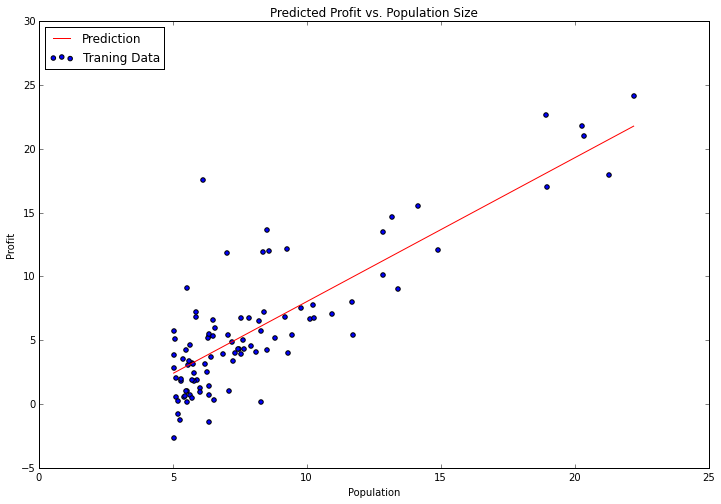 Predicted Profit vs. Population Size
Prediction
Traning Data
Profit
30
25
20
15
10
5
0
−5
0 5 10 15 20 25
Population